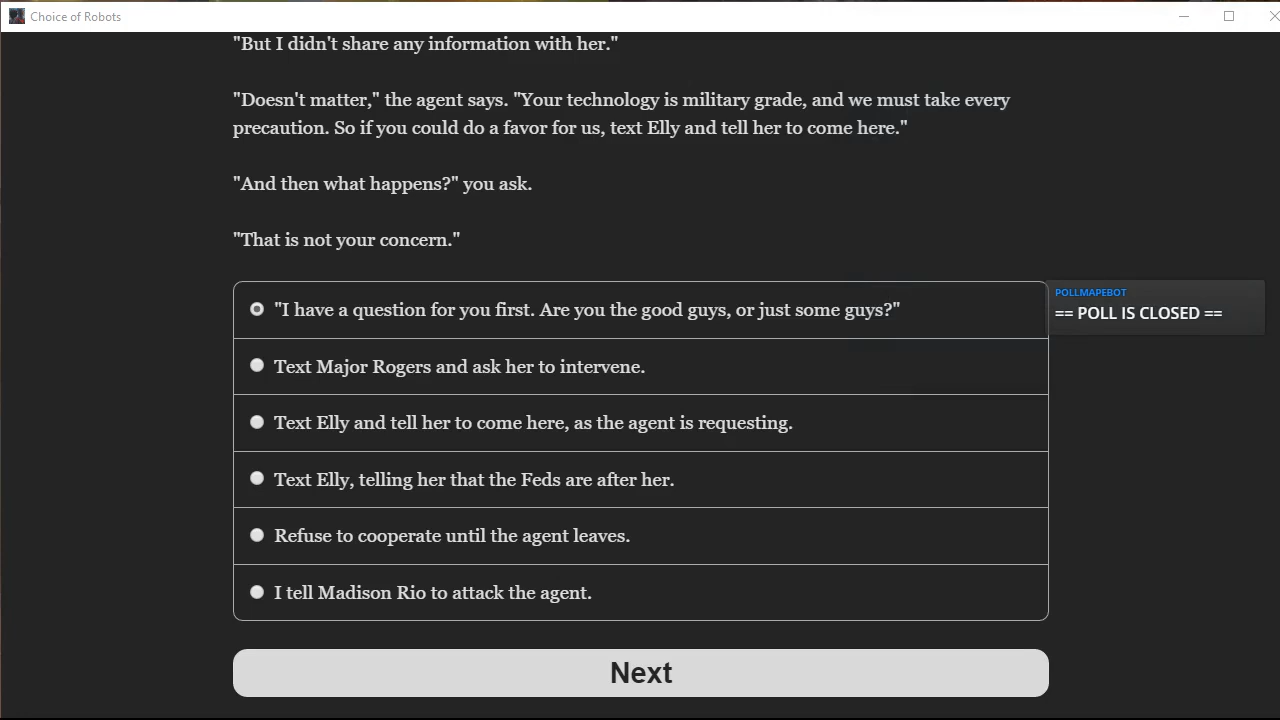 Choice of Robots
"But I didn't share any information with her."
"Doesn't matter," the agent says. "Your technology is military grade, and we must take every
precaution. So if you could do a favor for us, text Elly and tell her to come here."
"And then what happens?" you ask.
"That is not your concern."
"I have a question for you first. Are you the good guys, or just some guys?"
POLLMAPEBOT
== POLL IS CLOSED ==
Text Major Rogers and ask her to intervene.
Text Elly and tell her to come here, as the agent is requesting.
Text Elly, telling her that the Feds are after her.
Refuse to cooperate until the agent leaves.
I tell Madison Rio to attack the agent.
Next